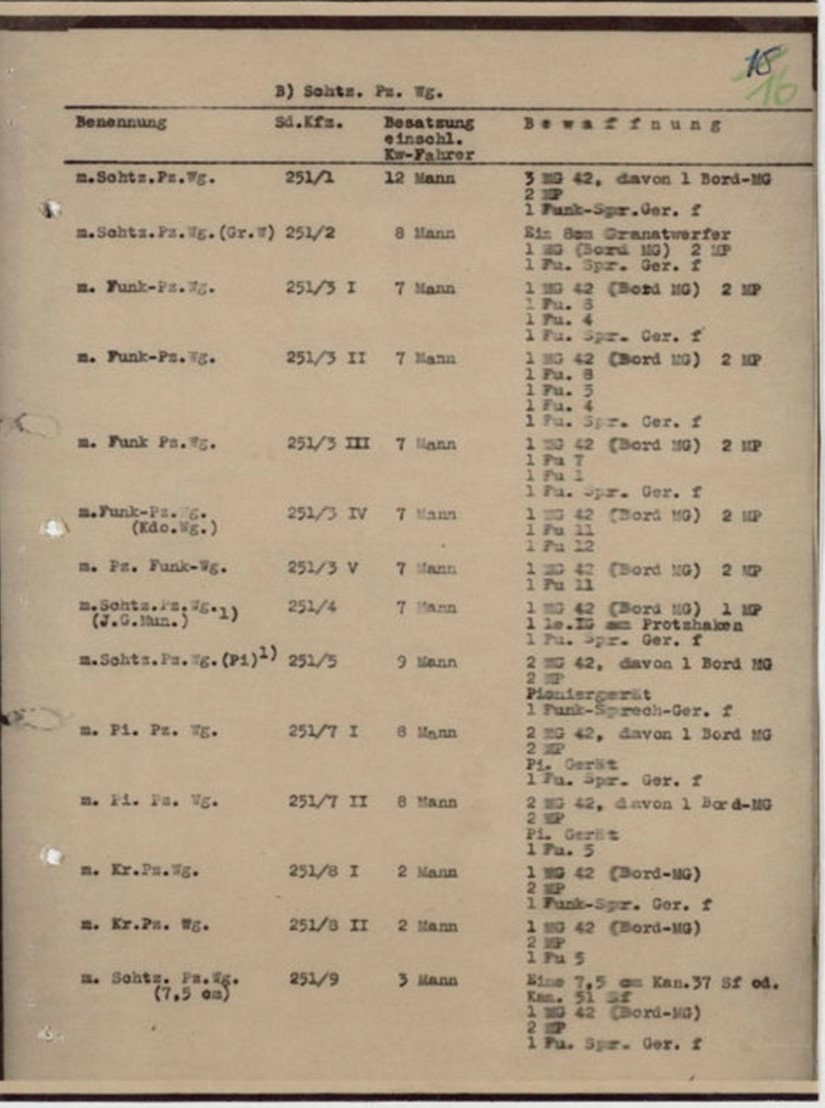 15
16
B) Schtz. Pz. Wg.
Benennung Sd.Kfz. Besatzung einschl. Kw-Fahrer Bewaffnung
m.Schtz.Pz.Wg. 251/1 12 Mann 3 MG 42, davon 1 Bord-MG
2 MP
1 Funk-Spr.Ger. f
m.Schtz.Pz.Wg.(Gr.W) 251/2 8 Mann Ein 8cm Granatwerfer
1 MG (Bord MG) 2 MP
1 Fu. Spr. Ger. f
m. Funk-Pz.Wg. 251/3 I 7 Mann 1 MG 42 (Bord MG) 2 MP
1 Fu. 8
1 Fu. 4
1 Fu. Spr. Ger. f
m. Funk-Pz.Wg. 251/3 II 7 Mann 1 MG 42 (Bord MG) 2 MP
1 Fu. 8
1 Fu. 5
1 Fu. 4
1 Fu. Spr. Ger. f
m. Funk Pz.Wg. 251/3 III 7 Mann 1 MG 42 (Bord MG) 2 MP
1 Fu 7
1 Fu 1
1 Fu. Spr. Ger. f
m.Funk-Pz.Wg. 251/3 IV 7 Mann 1 MG 42 (Bord MG) 2 MP
(Kdo.Wg.) 1 Fu 11
1 Fu 12
m. Pz. Funk-Wg. 251/3 V 7 Mann 1 MG 42 (Bord MG) 2 MP
1 Fu 11
m.Schtz.Pz.Wg.1) 251/4 7 Mann 1 MG 42 (Bord MG) 1 MP
(J.G.Mun.) 1 le.IG am Protzhaken
1 Fu. Spr. Ger. f
m.Schtz.Pz.Wg.(Pi)1) 251/5 9 Mann 2 MG 42, davon 1 Bord MG
2 MP
Pioniergerät
1 Funk-Sprech-Ger. f
m. Pi. Pz. Wg. 251/7 I 8 Mann 2 MG 42, davon 1 Bord MG
2 MP
Pi. Gerät
1 Fu. Spr. Ger. f
m. Pi. Pz. Wg. 251/7 II 8 Mann 2 MG 42, davon 1 Bord-MG
2 MP
Pi. Gerät
1 Fu. 5
m. Kr.Pz.Wg. 251/8 I 2 Mann 1 MG 42 (Bord-MG)
2 MP
1 Funk-Spr. Ger. f
m. Kr.Pz. Wg. 251/8 II 2 Mann 1 MG 42 (Bord-MG)
2 MP
1 Fu 5
m. Schtz. Pz.Wg. 251/9 3 Mann Eine 7,5 cm Kan.37 Sf od.
(7,5 cm) Kan. 51 Sf
1 MG 42 (Bord-MG)
2 MP
1 Fu. Spr. Ger. f